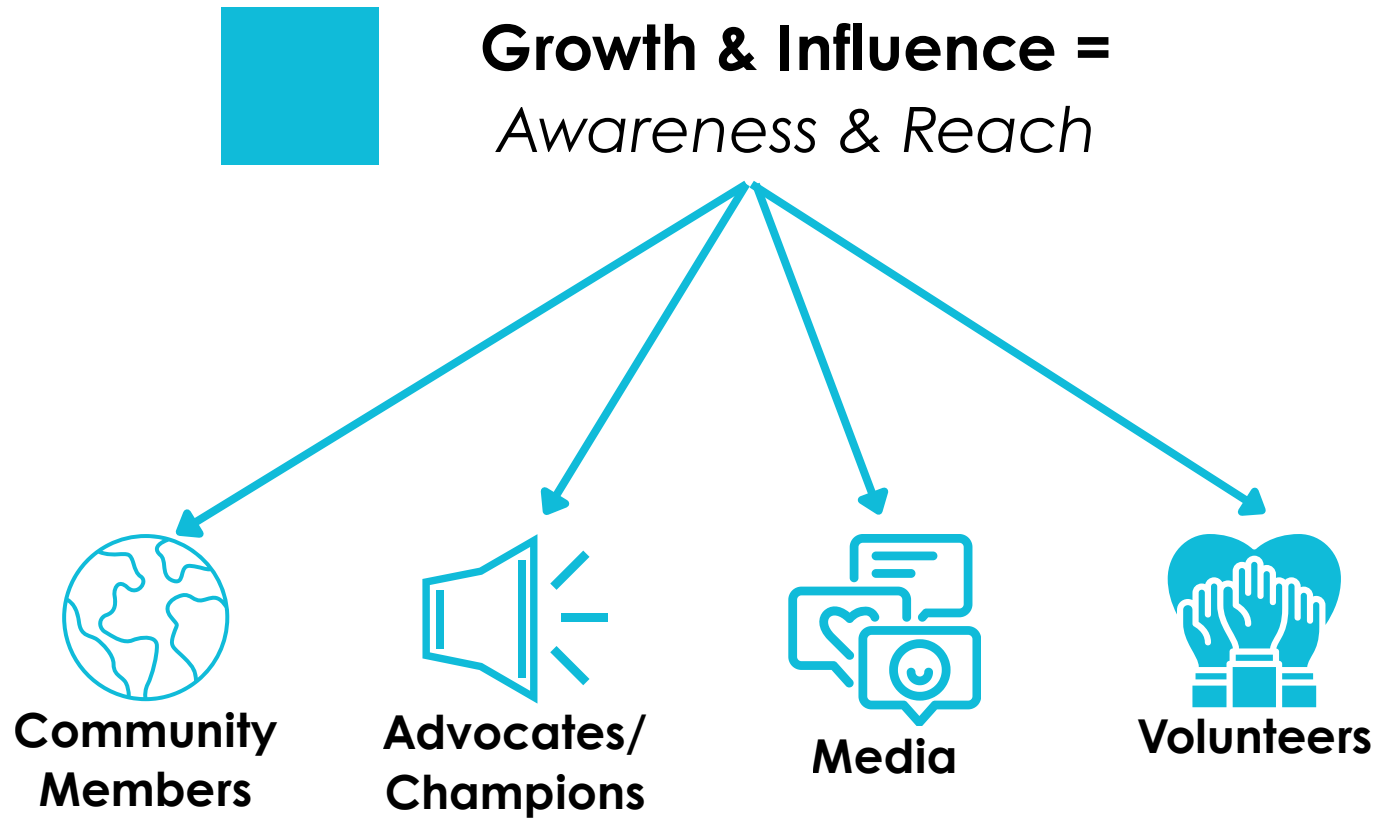 Growth & Influence =
Awareness & Reach
Community
Members
Advocates/
Champions
Media
Volunteers